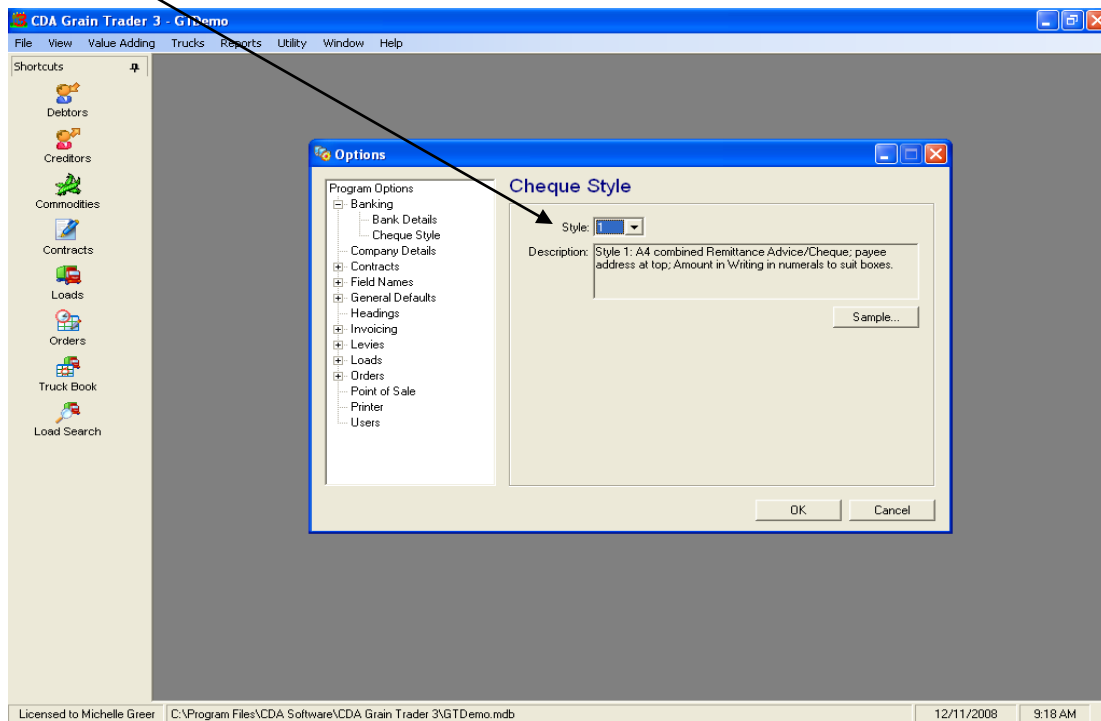 CDA Grain Trader 3 - GTDemo
File View Value Adding Trucks Reports Utility Window Help
Shortcuts
Debtors
Creditors
Commodities
Contracts
Loads
Orders
Truck Book
Load Search
Options
Program Options
Banking
Bank Details
Cheque Style
Company Details
Contracts
Field Names
General Defaults
Headings
Invoicing
Levies
Loads
Orders
Point of Sale
Printer
Users
Cheque Style
Style: 1
Description: Style 1: A4 combined Remittance Advice/Cheque; payee
address at top; Amount in Writing in numerals to suit boxes.
Sample...
OK Cancel
Licensed to Michelle Greer C:\Program Files\CDA Software\CDA Grain Trader 3\GTDemo.mdb 12/11/2008 9:18 AM